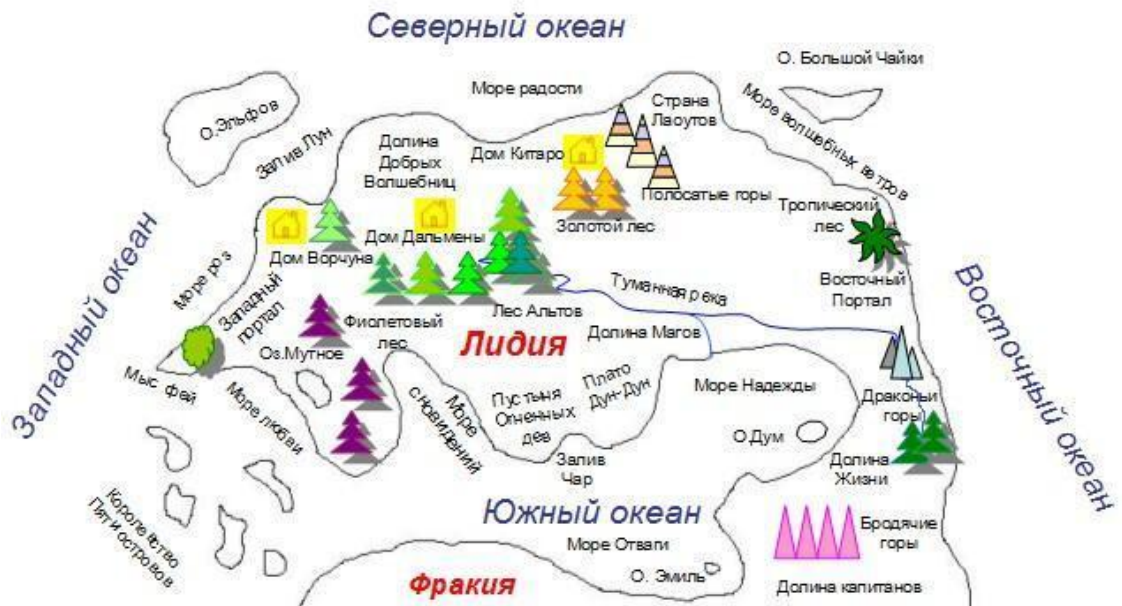 Северный океан
О. Большой Чайки
Море радости
Страна
Лаоутов
О.Эльфов
Море волшебных ветров
Залив Лун
Долина
Добрых
Волшебниц
Дом Китаро
Полосатые горы
Тропический
лес
Золотой лес
Дом Дальмены
Дом Ворчуна
Западный океан
Море роз
Западный
портал
Восточный
Портал
Восточный океан
Туманная река
Фиолетовый
лес
Лес Альтов
Долина Магов
Лидия
Оз.Мутное
Мыс фей
Море любви
Море
сновидений
Пустыня
Огненных
дев
Плато
Дун-Дун
Море Надежды
Драконьи
горы
О.Дум
Залив
Чар
Долина
Жизни
Королевство
Пяти островов
Южный океан
Бродячие
горы
Море Отваги
О. Эмиль
Фракия
Долина капитанов